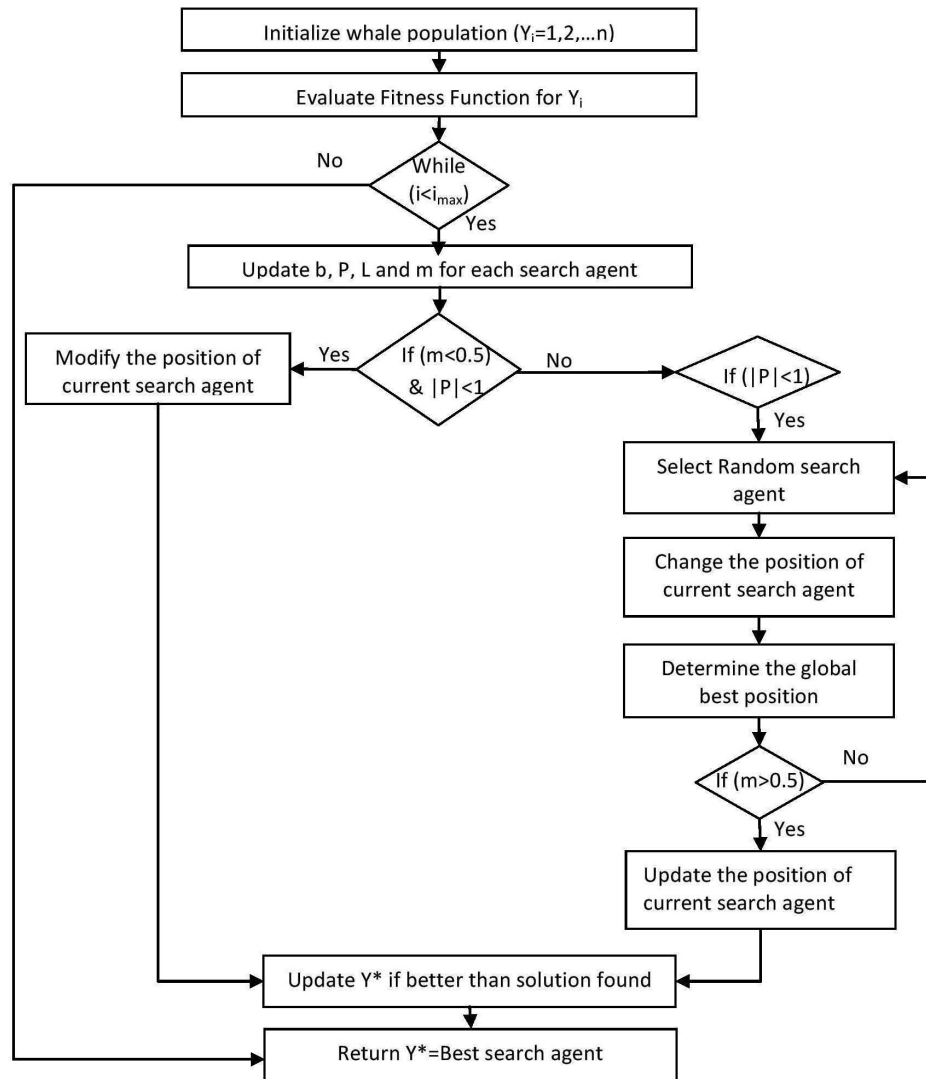 Initialize whale population (Yi=1,2,…n)
Evaluate Fitness Function for Yi
No
While
(i<imax)
Yes
Update b, P, L and m for each search agent
Modify the position of
current search agent
Yes
If (m<0.5)
& |P|<1
No
If (|P|<1)
Yes
Select Random search
agent
Change the position of
current search agent
Determine the global
best position
If (m>0.5)
No
Yes
Update the position of
current search agent
Update Y* if better than solution found
Return Y*=Best search agent